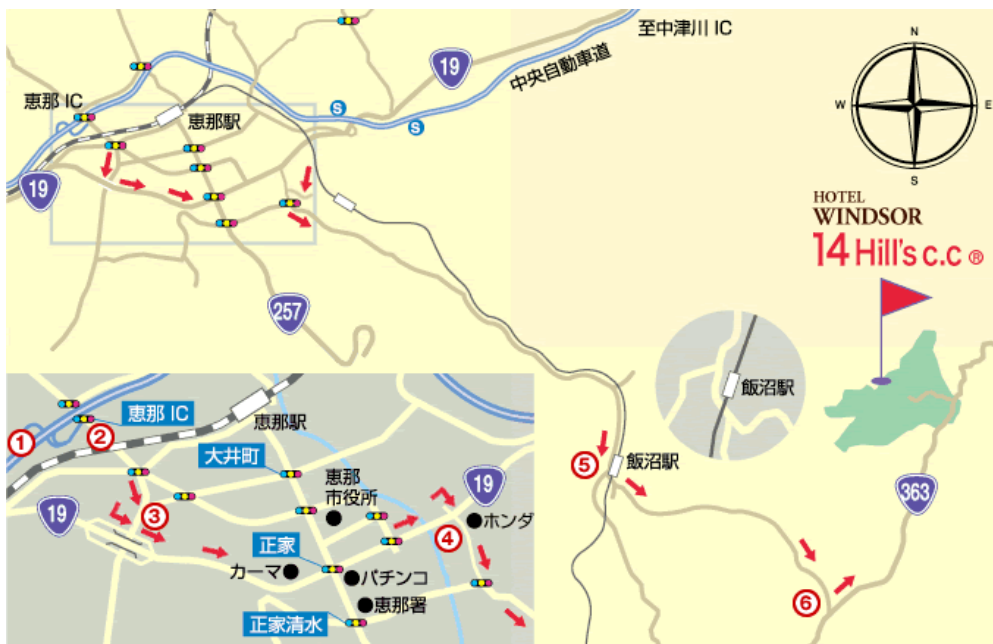 至中津川 IC
19
中央自動車道
N
W
E
S
恵那 IC
恵那駅
S
S
19
HOTEL
WINDSOR
14 Hill's c.c ®
257
飯沼駅
恵那 IC
①
②
恵那駅
大井町
恵那
市役所
19
19
③
④
ホンダ
正家
カーマ
パチンコ
恵那署
正家清水
⑤
飯沼駅
363
⑥